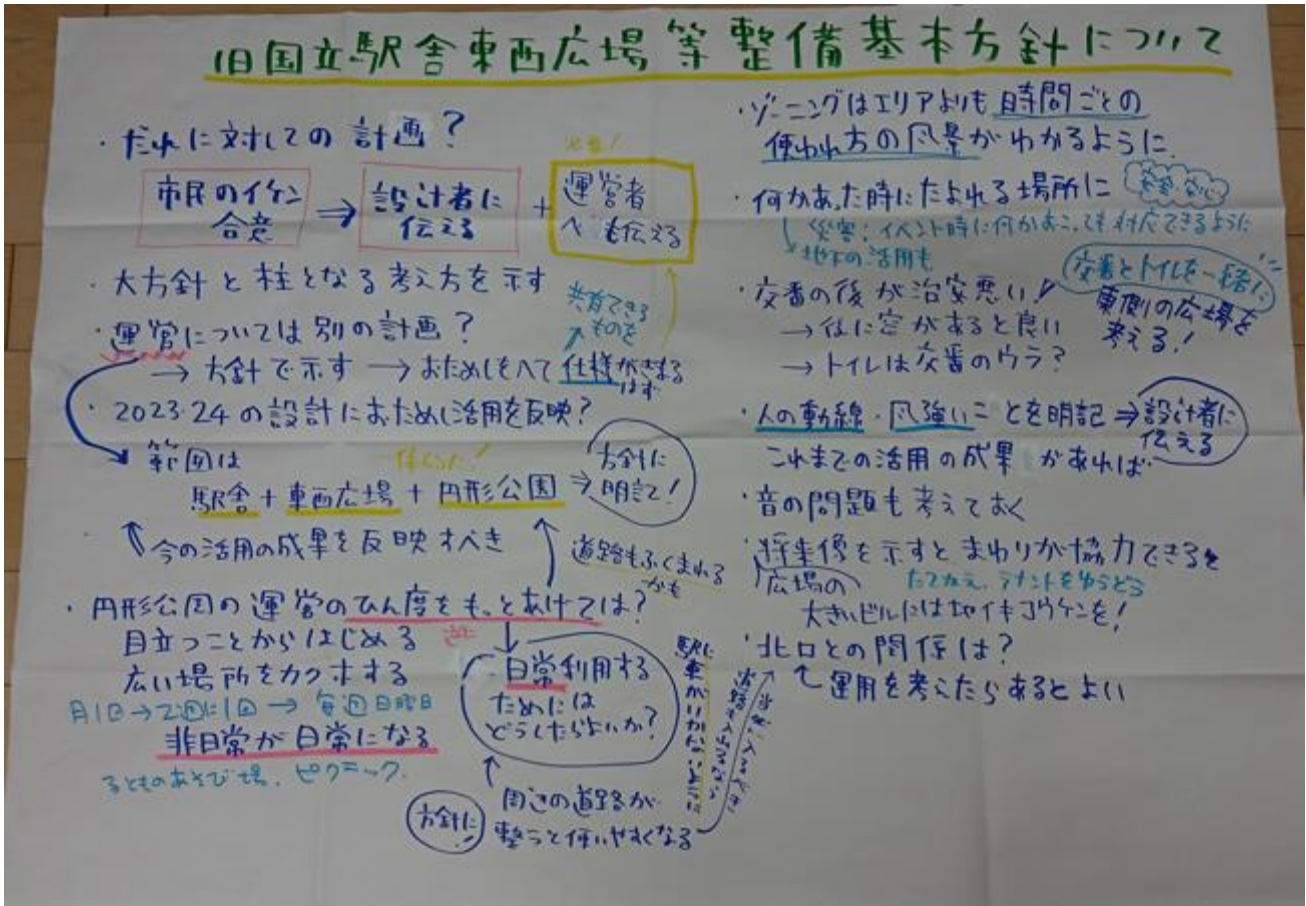 旧国立駅舎東西広場等整備基本方針について
・だれに対しての計画?
市民のイケン
合意
⇒
設計者に
伝える
+
必要!
運営者
へも伝える
・大方針と柱となる考え方を示す
・運営については別の計画?
→方針で示す→おためしもへて仕様がきまる
はず
共有できる
ものを
・2023・24の設計におためし活用を反映?
範囲は
駅舎+東西広場+円形公園⇒
方針に
明記!
・今の活用の成果を反映すべき
道路もふくまれる
かも
・円形公園の運営のひん度をもっとあげては?
目立つことからはじめる
広い場所をカクホする
月1回→2週に1回→毎週日曜日
非日常が日常になる
あそび場、ピクニック
日常利用する
ためには
どうしたらよいか?
方針に
周辺の道路が
整うと使いやすくなる
駅に
車がいかないように
・ゾーニングはエリアよりも時間ごとの
使われ方の風景がわかるように
・何かあった時にたよれる場所に
安全・安心
災害:イベント時に何かおこっても対応できるように
地下の活用も
・交番の後が治安悪い!
→後に窓があると良い
→トイレは交番のウラ?
交番とトイレを一緒に
東側の広場を
考える!
・人の動線・風強いことを明記⇒設計者に
伝える
これまでの活用の成果があれば
・音の問題も考えておく
・将来像を示すとまわりが協力できる
広場の
たてかえ、テナントをゆうどう
大きいビルには地イキコウケンを!
・北口との関係は?
運用を考えたらあるとよい